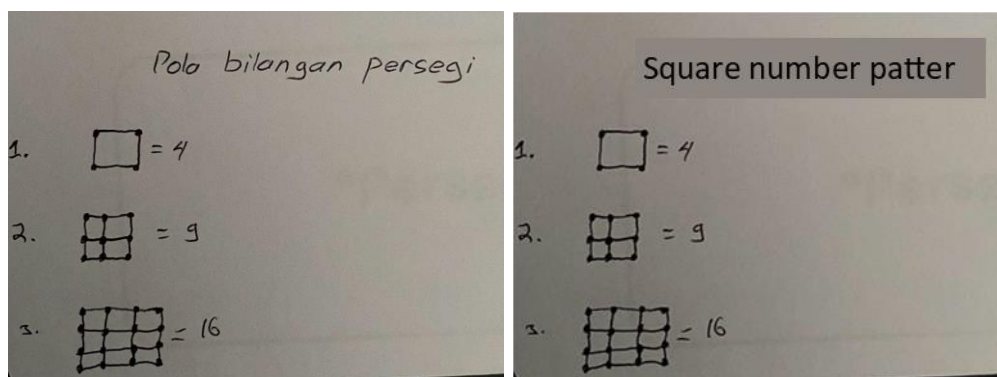 Pola bilangan persegi
1. = 4
2. = 9
3. = 16
Square number patter
1. = 4
2. = 9
3. = 16